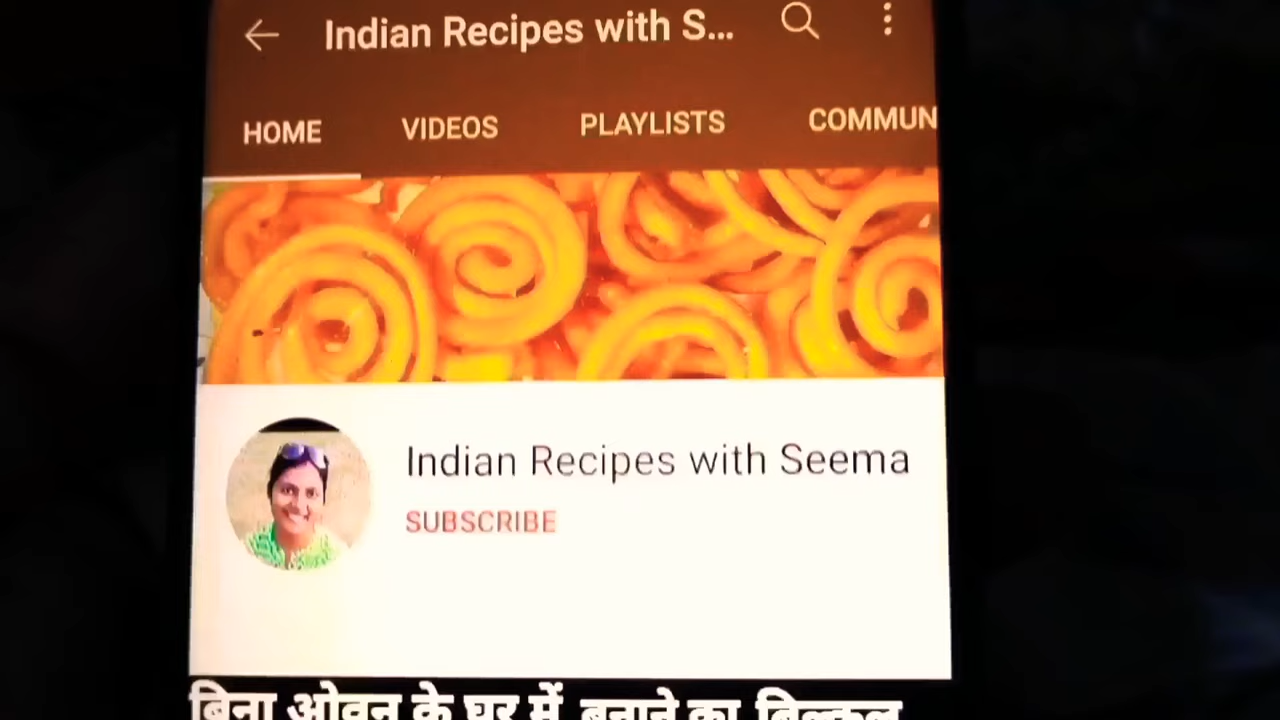 Indian Recipes with S...
HOME VIDEOS PLAYLISTS COMMUN
Indian Recipes with Seema
SUBSCRIBE
बिना ओवन के घर में बनाने का बिल्कुल